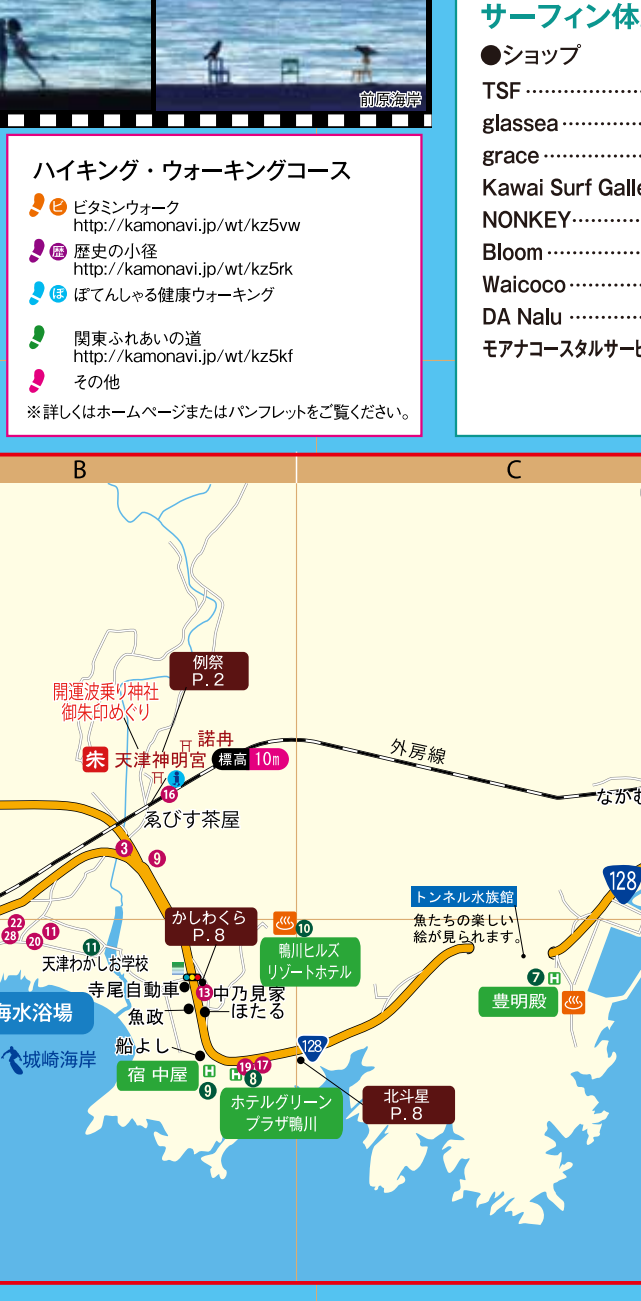 前原海岸
サーフィン体
●ショップ
TSF
glassea
grace
Kawai Surf Galle
NONKEY
Bloom
Waicoco
DA Nalu
モアナコースタルサービ
ハイキング・ウォーキングコース
ビ ビタミンウォーク
http://kamonavi.jp/wt/kz5vw
歴 歴史の小径
http://kamonavi.jp/wt/kz5rk
ぽ ぽてんしゃる健康ウォーキング
関東ふれあいの道
http://kamonavi.jp/wt/kz5kf
その他
※詳しくはホームページまたはパンフレットをご覧ください。
B
C
例祭
P.2
開運波乗り神社
御朱印めぐり
諾冉
朱 天津神明宮
標高 10m
外房線
16
ゑびす茶屋
なかむ
3
9
128
トンネル水族館
魚たちの楽しい
絵が見られます。
かしわくら
P.8
10
鴨川ヒルズ
リゾートホテル
22
28
20
11
11
天津わかしお学校
7 H
豊明殿
寺尾自動車
13
中乃見家
ほたる
海水浴場
魚政
城崎海岸
船よし
128
宿 中屋
H
9
H
19
17
8
ホテルグリーン
プラザ鴨川
北斗星
P.8